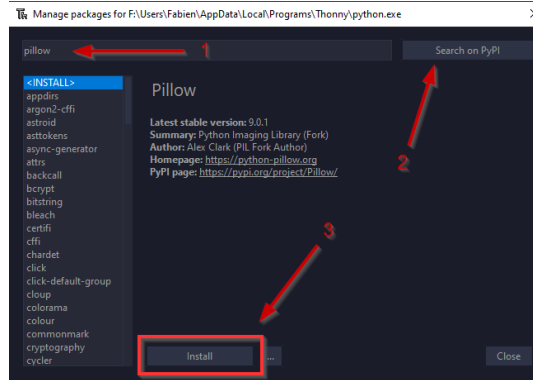 Manage packages for F:\Users\Fabien\AppData\Local\Programs\Thonny\python.exe
pillow
1
Search on PyPI
2
<INSTALL>
appdirs
argon2-cffi
astroid
asttokens
async-generator
attrs
backcall
bcrypt
bitstring
bleach
certifi
cffi
chardet
click
click-default-group
cloup
colorama
colour
commonmark
cryptography
cycler
Pillow
Latest stable version: 9.0.1
Summary: Python Imaging Library (Fork)
Author: Alex Clark (PIL Fork Author)
Homepage: https://python-pillow.org
PyPI page: https://pypi.org/project/Pillow/
3
Install
...
Close